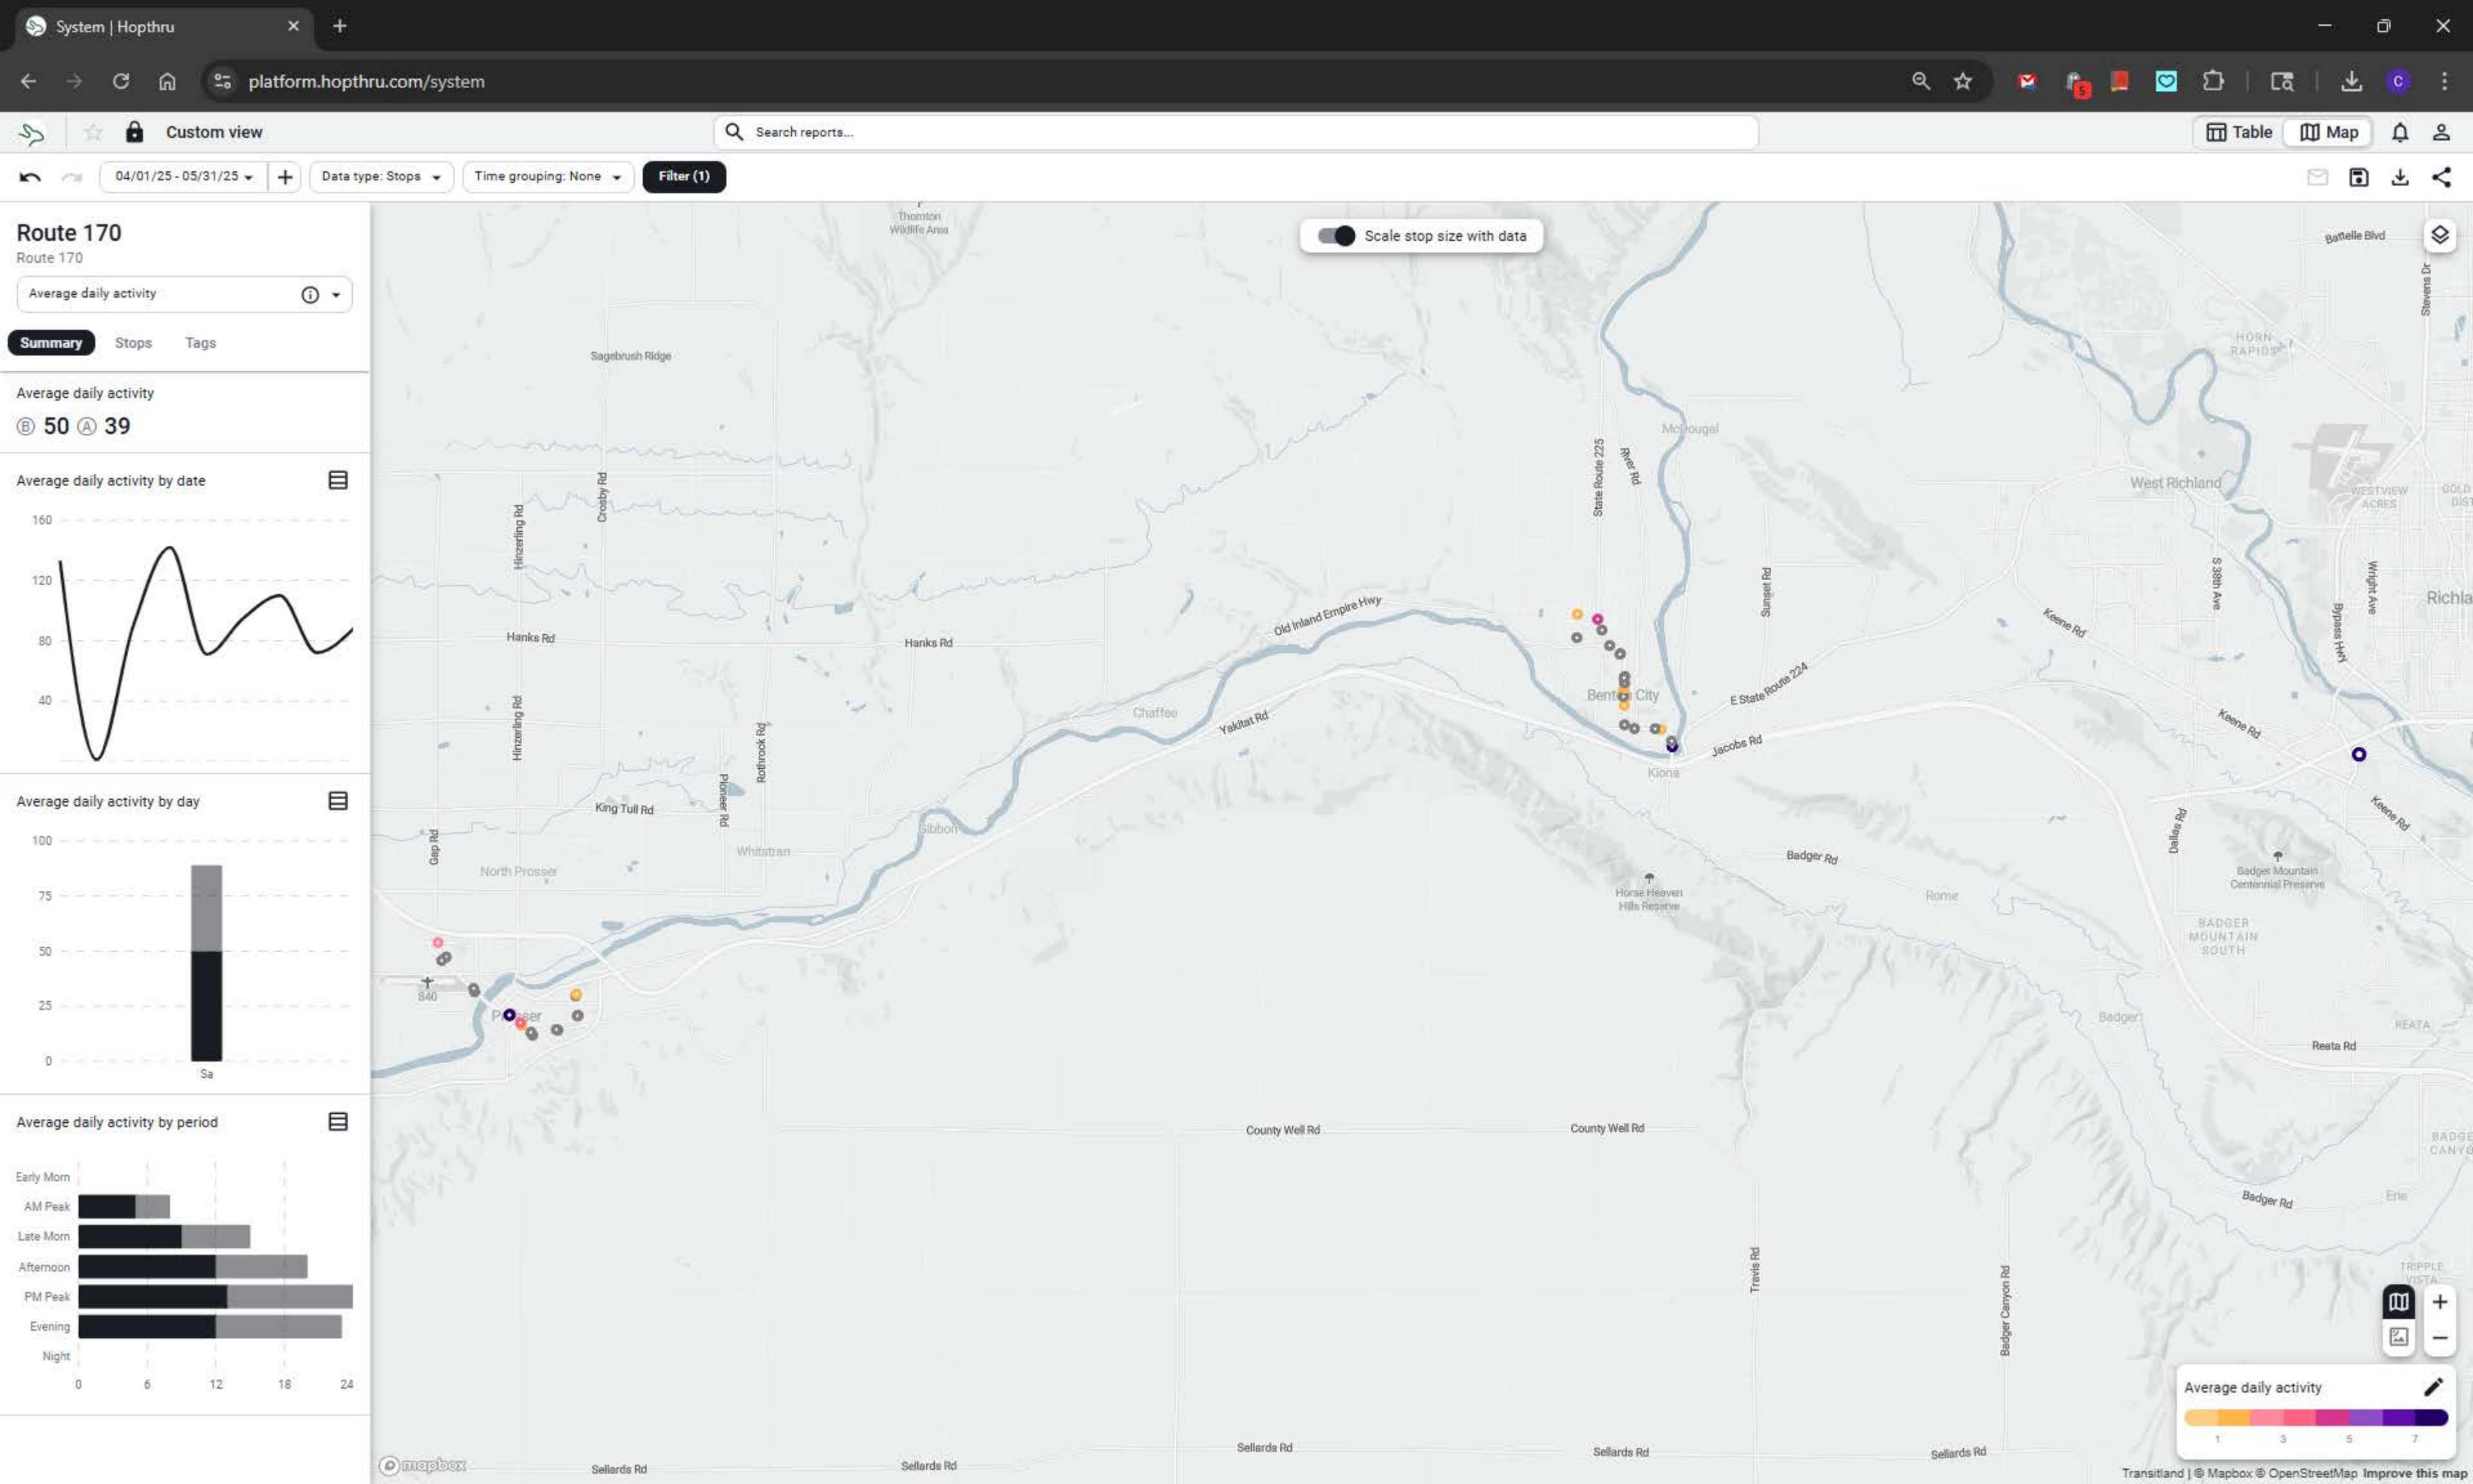 System | Hopthru
platform.hopthru.com/system
5
C
Custom view
Search reports...
Table
Map
04/01/25 - 05/31/25
Data type: Stops
Time grouping: None
Filter (1)
Route 170
Route 170
Average daily activity
Summary
Stops
Tags
Average daily activity
B 50 A 39
Average daily activity by date
160
120
80
40
Average daily activity by day
100
75
50
25
0
Sa
Average daily activity by period
Early Morn
AM Peak
Late Morn
Afternoon
PM Peak
Evening
Night
0 6 12 18 24
Scale stop size with data
Thornton
Wildlife Area
Battelle Blvd
Stevens Dr
HORN
RAPIDS
Sagebrush Ridge
McDougal
State Route 225
River Rd
West Richland
WESTVIEW
ACRES
GOLD
DIST
Crosby Rd
Hinzerling Rd
Sunset Rd
S 38th Ave
Wright Ave
Richla
Bypass Hwy
Keene Rd
Old Inland Empire Hwy
Hanks Rd
Hanks Rd
Benton City
E State Route 224
Chaffee
Yakitat Rd
Hinzerling Rd
Rothrock Rd
Pioneer Rd
Jacobs Rd
Kiona
Keene Rd
Keene Rd
King Tull Rd
Gibbon
Whitstran
Gap Rd
North Prosser
Dallas Rd
Badger Rd
Badger Mountain
Centennial Preserve
Horse Heaven
Hills Reserve
Rome
BADGER
MOUNTAIN
SOUTH
S40
Prosser
Badger
REATA
Reata Rd
County Well Rd
County Well Rd
BADGE
CANYO
Badger Rd
Erie
Travis Rd
Badger Canyon Rd
TRIPPLE
VISTA
Sellards Rd
Sellards Rd
Sellards Rd
Sellards Rd
Sellards Rd
Average daily activity
1 3 5 7
mapbox
Transitland | © Mapbox © OpenStreetMap Improve this map